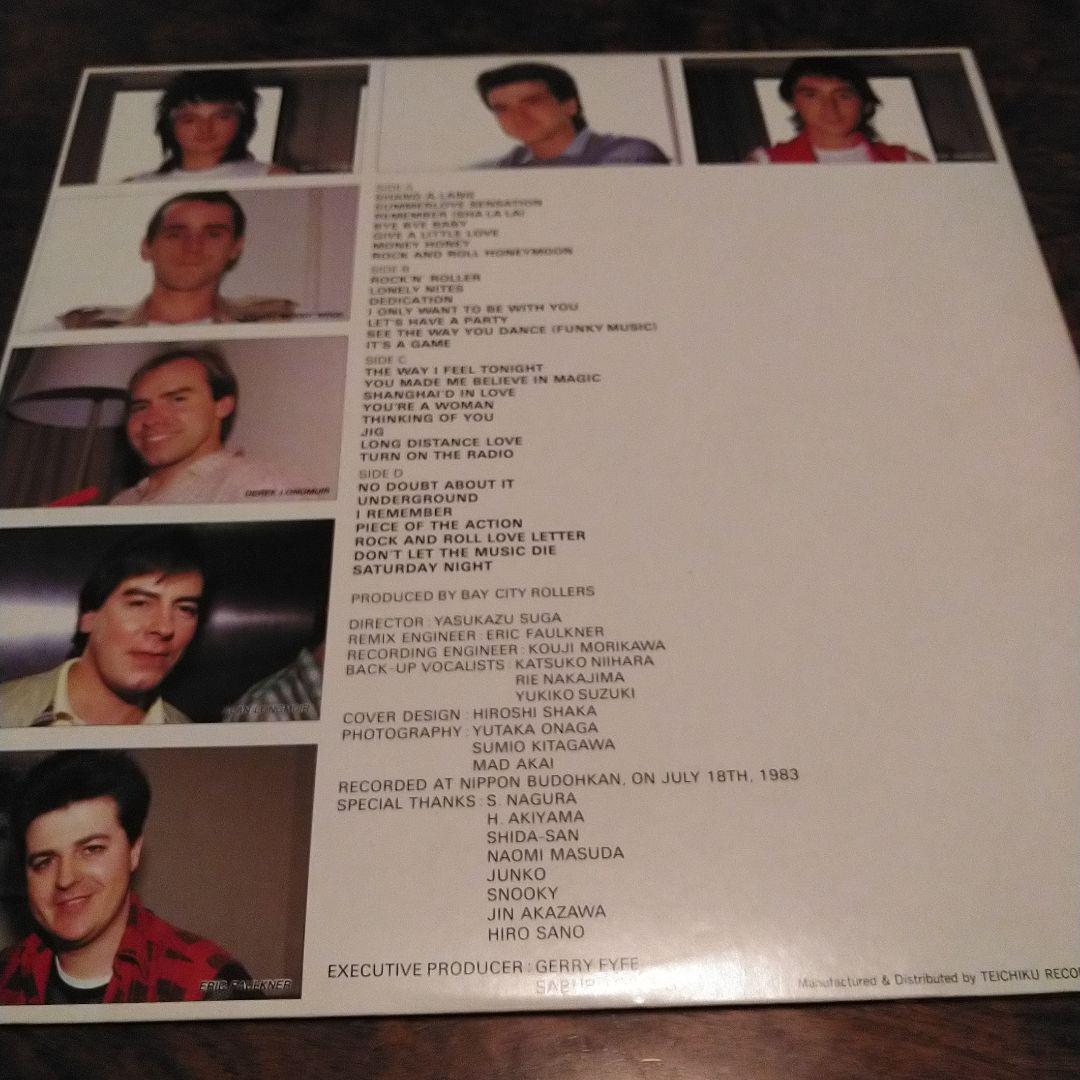 SIDE A
SHANG A LANG
SUMMERLOVE SENSATION
REMEMBER (SHA LA LA)
BYE BYE BABY
GIVE A LITTLE LOVE
MONEY HONEY
ROCK AND ROLL HONEYMOON
SIDE B
ROCK'N' ROLLER
LONELY NITES
DEDICATION
I ONLY WANT TO BE WITH YOU
LET'S HAVE A PARTY
SEE THE WAY YOU DANCE (FUNKY MUSIC)
IT'S A GAME
SIDE C
THE WAY I FEEL TONIGHT
YOU MADE ME BELIEVE IN MAGIC
SHANGHAI'D IN LOVE
YOU'RE A WOMAN
THINKING OF YOU
JIG
LONG DISTANCE LOVE
TURN ON THE RADIO
SIDE D
NO DOUBT ABOUT IT
UNDERGROUND
I REMEMBER
PIECE OF THE ACTION
ROCK AND ROLL LOVE LETTER
DON'T LET THE MUSIC DIE
SATURDAY NIGHT
PRODUCED BY BAY CITY ROLLERS
DIRECTOR : YASUKAZU SUGA
REMIX ENGINEER : ERIC FAULKNER
RECORDING ENGINEER : KOUJI MORIKAWA
BACK-UP VOCALISTS : KATSUKO NIIHARA
RIE NAKAJIMA
YUKIKO SUZUKI
COVER DESIGN : HIROSHI SHAKA
PHOTOGRAPHY : YUTAKA ONAGA
SUMIO KITAGAWA
MAD AKAI
RECORDED AT NIPPON BUDOHKAN, ON JULY 18TH, 1983
SPECIAL THANKS : S. NAGURA
H. AKIYAMA
SHIDA-SAN
NAOMI MASUDA
JUNKO
SNOOKY
JIN AKAZAWA
HIRO SANO
EXECUTIVE PRODUCER : GERRY FYFE
Manufactured & Distributed by TEICHIKU RECO
DEREK LONGMUIR
ALAN LONGMUIR
ERIC FAULKNER